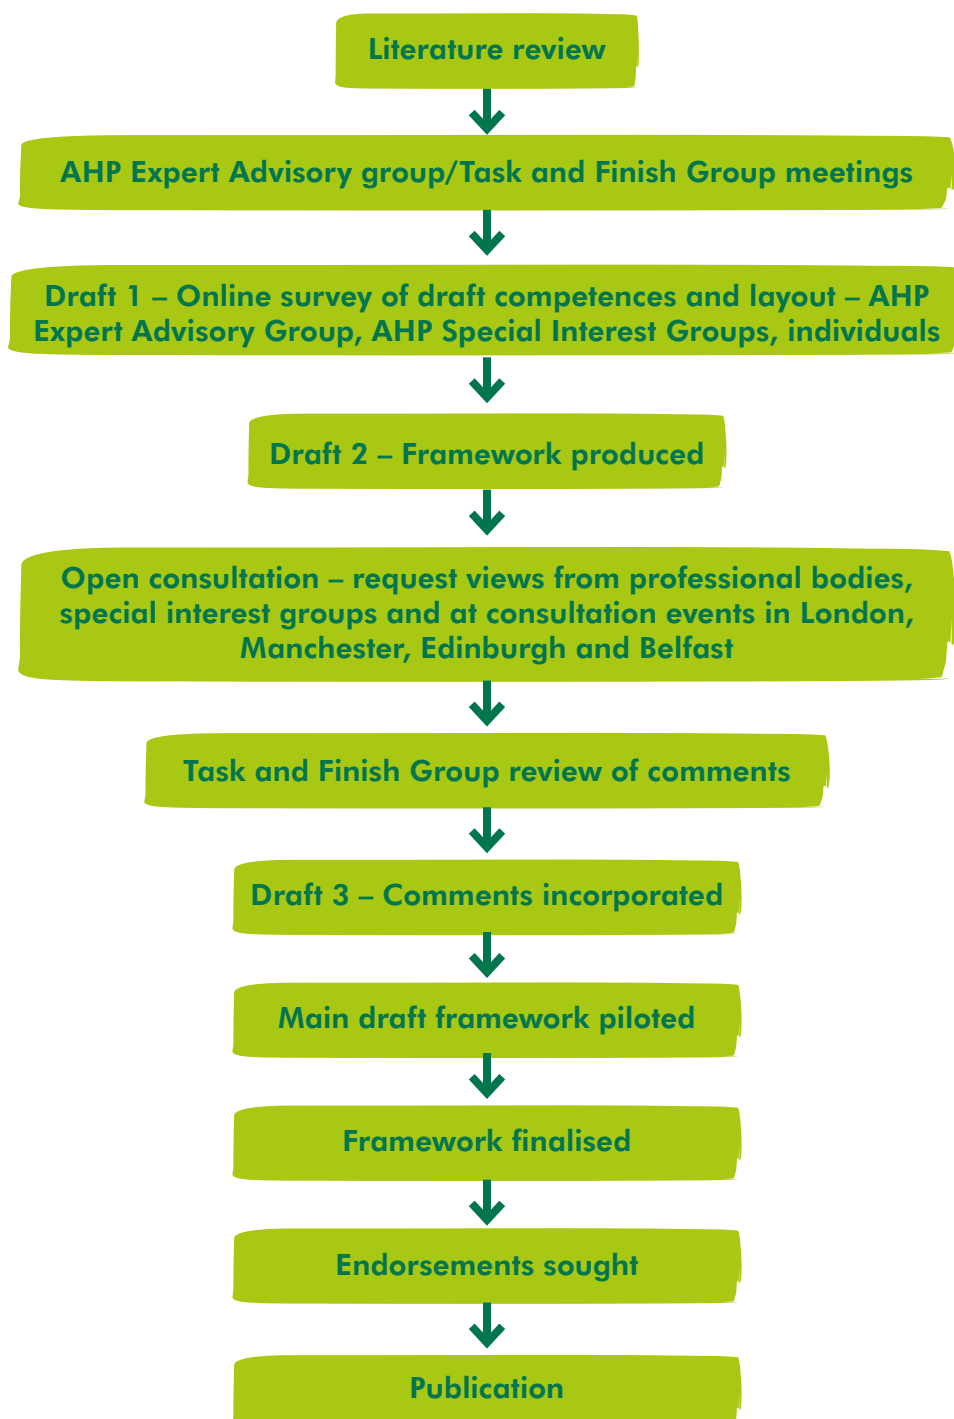 Literature review
AHP Expert Advisory group/Task and Finish Group meetings
Draft 1 – Online survey of draft competences and layout – AHP
Expert Advisory Group, AHP Special Interest Groups, individuals
Draft 2 – Framework produced
Open consultation – request views from professional bodies,
special interest groups and at consultation events in London,
Manchester, Edinburgh and Belfast
Task and Finish Group review of comments
Draft 3 – Comments incorporated
Main draft framework piloted
Framework finalised
Endorsements sought
Publication